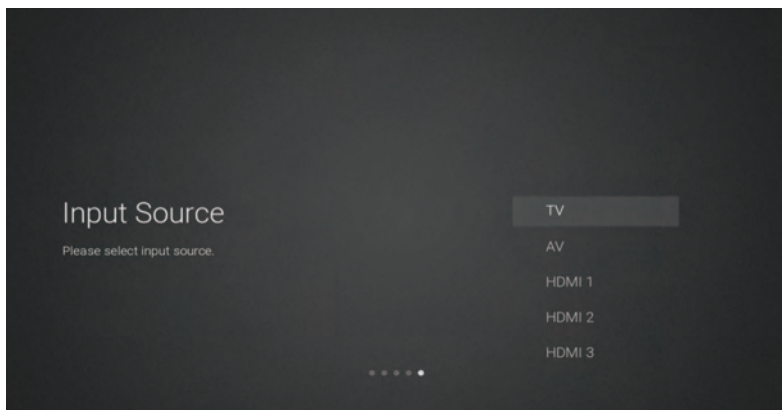 Input Source
Please select input source.
TV
AV
HDMI 1
HDMI 2
HDMI 3